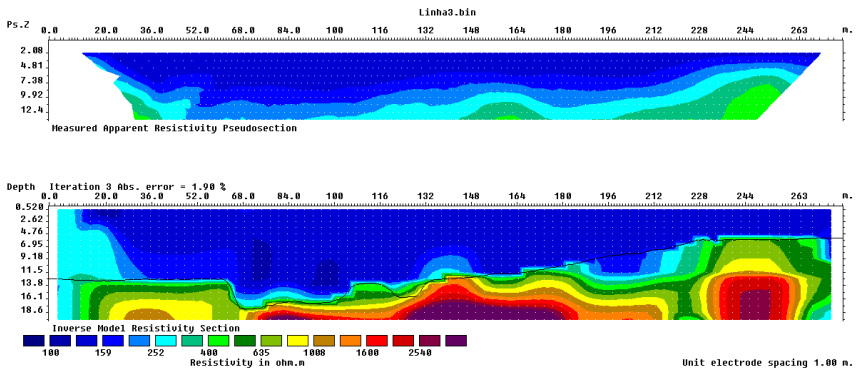 Linha3.bin
Ps.Z 0.0 20.0 36.0 52.0 68.0 84.0 100 116 132 148 164 180 196 212 228 244 263 m.
2.08
4.81
7.38
9.92
12.4
Measured Apparent Resistivity Pseudosection
Depth Iteration 3 Abs. error = 1.90 %
0.0 20.0 36.0 52.0 68.0 84.0 100 116 132 148 164 180 196 212 228 244 263 m.
0.520
2.62
4.76
6.95
9.18
11.5
13.8
16.1
18.6
Inverse Model Resistivity Section
100 159 252 400 635 1008 1600 2540
Resistivity in ohm.m
Unit electrode spacing 1.00 m.